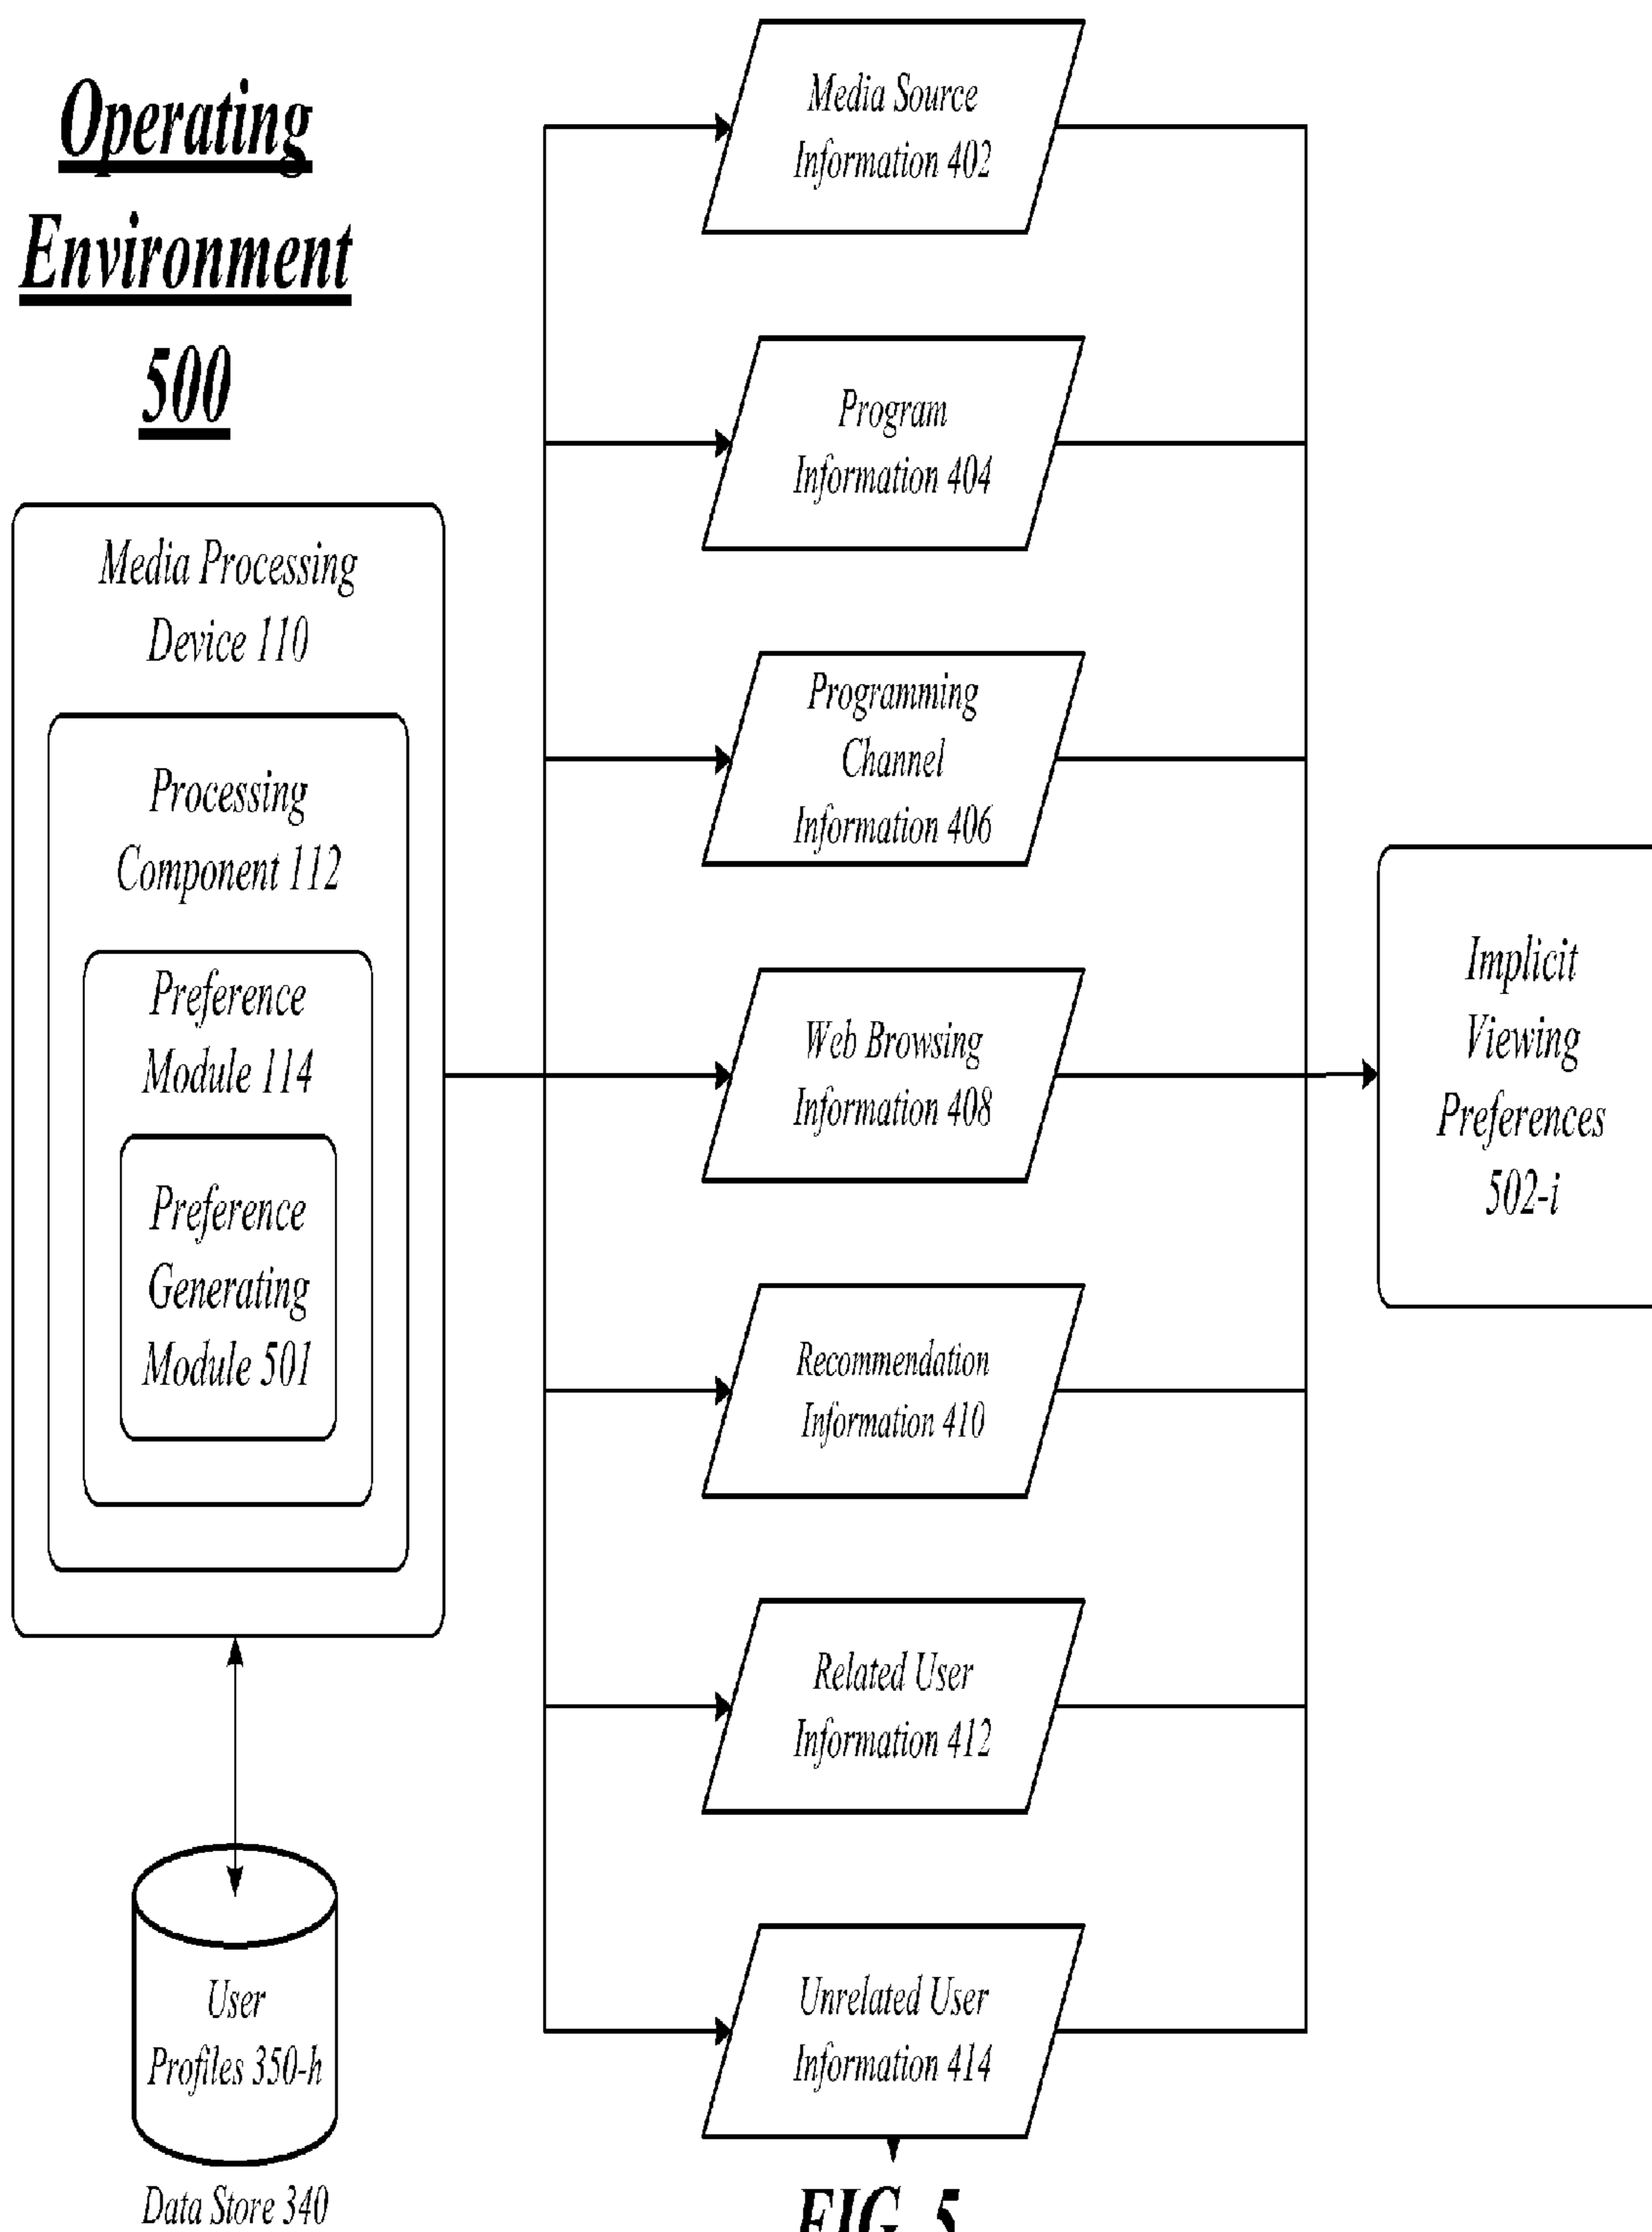 Operating
Environment
500
Media Processing
Device 110
Processing
Component 112
Preference
Module 114
Preference
Generating
Module 501
User
Profiles 350-h
Data Store 340
Media Source
Information 402
Program
Information 404
Programming
Channel
Information 406
Web Browsing
Information 408
Recommendation
Information 410
Related User
Information 412
Unrelated User
Information 414
Implicit
Viewing
Preferences
502-i
FIG. 5